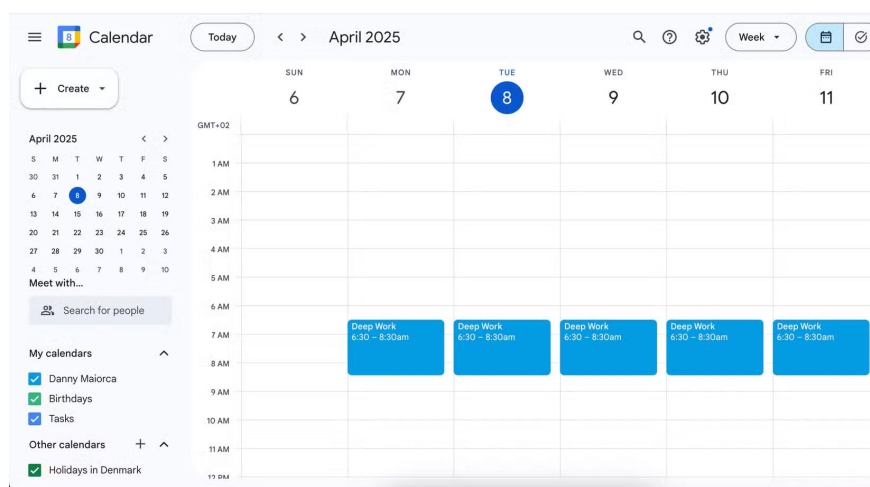 8 Calendar Today April 2025 Week
Create
SUN MON TUE WED THU FRI
6 7 8 9 10 11
GMT+02
April 2025
S M T W T F S
30 31 1 2 3 4 5
6 7 8 9 10 11 12
13 14 15 16 17 18 19
20 21 22 23 24 25 26
27 28 29 30 1 2 3
4 5 6 7 8 9 10
Meet with...
Search for people
My calendars
Danny Maiorca
Birthdays
Tasks
Other calendars
Holidays in Denmark
1 AM
2 AM
3 AM
4 AM
5 AM
6 AM
7 AM
8 AM
9 AM
10 AM
11 AM
12 PM
Deep Work Deep Work Deep Work Deep Work Deep Work
6:30 – 8:30am 6:30 – 8:30am 6:30 – 8:30am 6:30 – 8:30am 6:30 – 8:30am